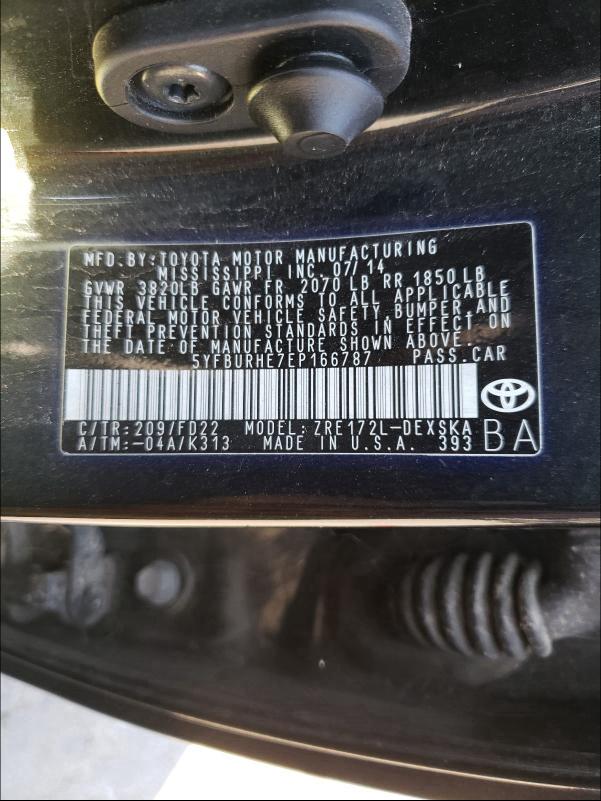 MFD.BY:TOYOTA MOTOR MANUFACTURING
MISSISSIPPI INC. 07/14
GVWR 3820LB GAWR FR 2070 LB RR 1850LB
THIS VEHICLE CONFORMS TO ALL APPLICABLE
FEDERAL MOTOR VEHICLE SAFETY,BUMPER,AND
THEFT PREVENTION STANDARDS IN EFFECT ON
THE DATE OF MANUFACTURE SHOWN ABOVE.
5YFBURHE7EP166787 PASS.CAR
C/TR:209/FD22 MODEL:ZRE172L-DEXSKA
A/TM:-04A/K313 MADE IN U.S.A. 393 BA